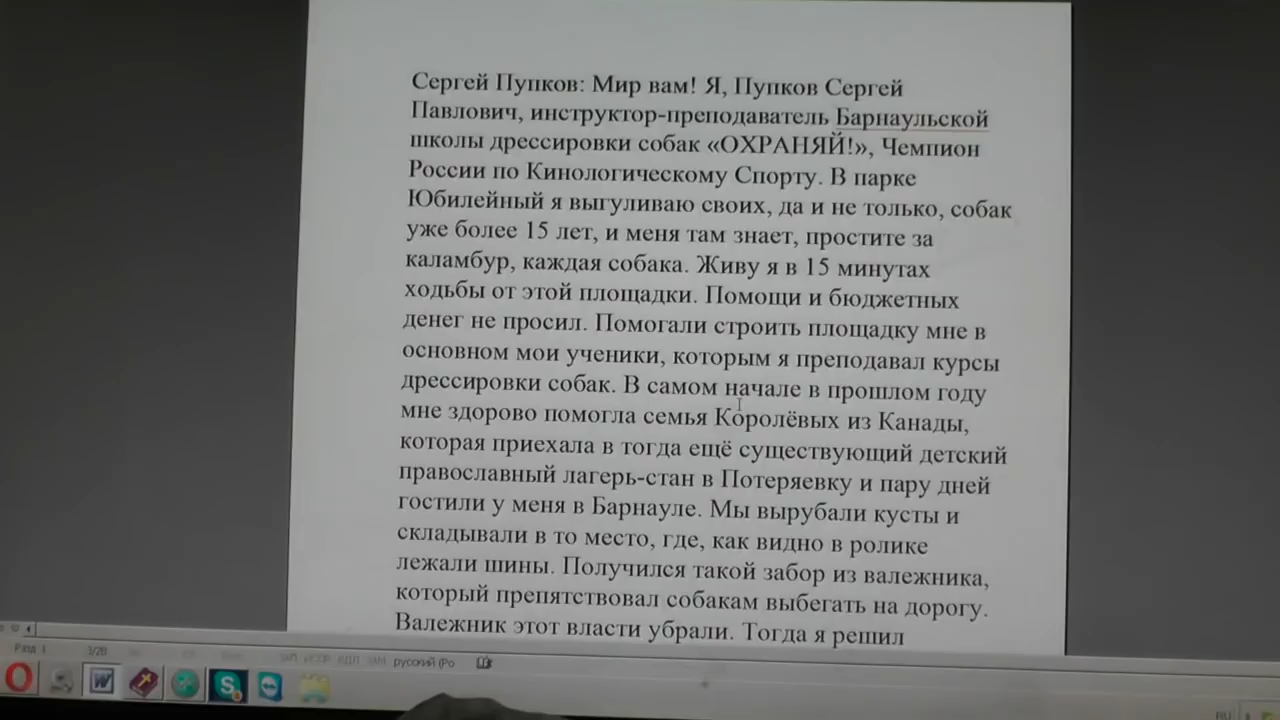 Сергей Пупков: Мир вам! Я, Пупков Сергей
Павлович, инструктор-преподаватель Барнаульской
школы дрессировки собак «ОХРАНЯЙ!», Чемпион
России по Кинологическому Спорту. В парке
Юбилейный я выгуливаю своих, да и не только, собак
уже более 15 лет, и меня там знает, простите за
каламбур, каждая собака. Живу я в 15 минутах
ходьбы от этой площадки. Помощи и бюджетных
денег не просил. Помогали строить площадку мне в
основном мои ученики, которым я преподавал курсы
дрессировки собак. В самом начале в прошлом году
мне здорово помогла семья Королёвых из Канады,
которая приехала в тогда ещё существующий детский
православный лагерь-стан в Потеряевку и пару дней
гостили у меня в Барнауле. Мы вырубали кусты и
складывали в то место, где, как видно в ролике
лежали шины. Получился такой забор из валежника,
который препятствовал собакам выбегать на дорогу.
Валежник этот власти убрали. Тогда я решил
Разд 1 3/28 русский (Ро
RU